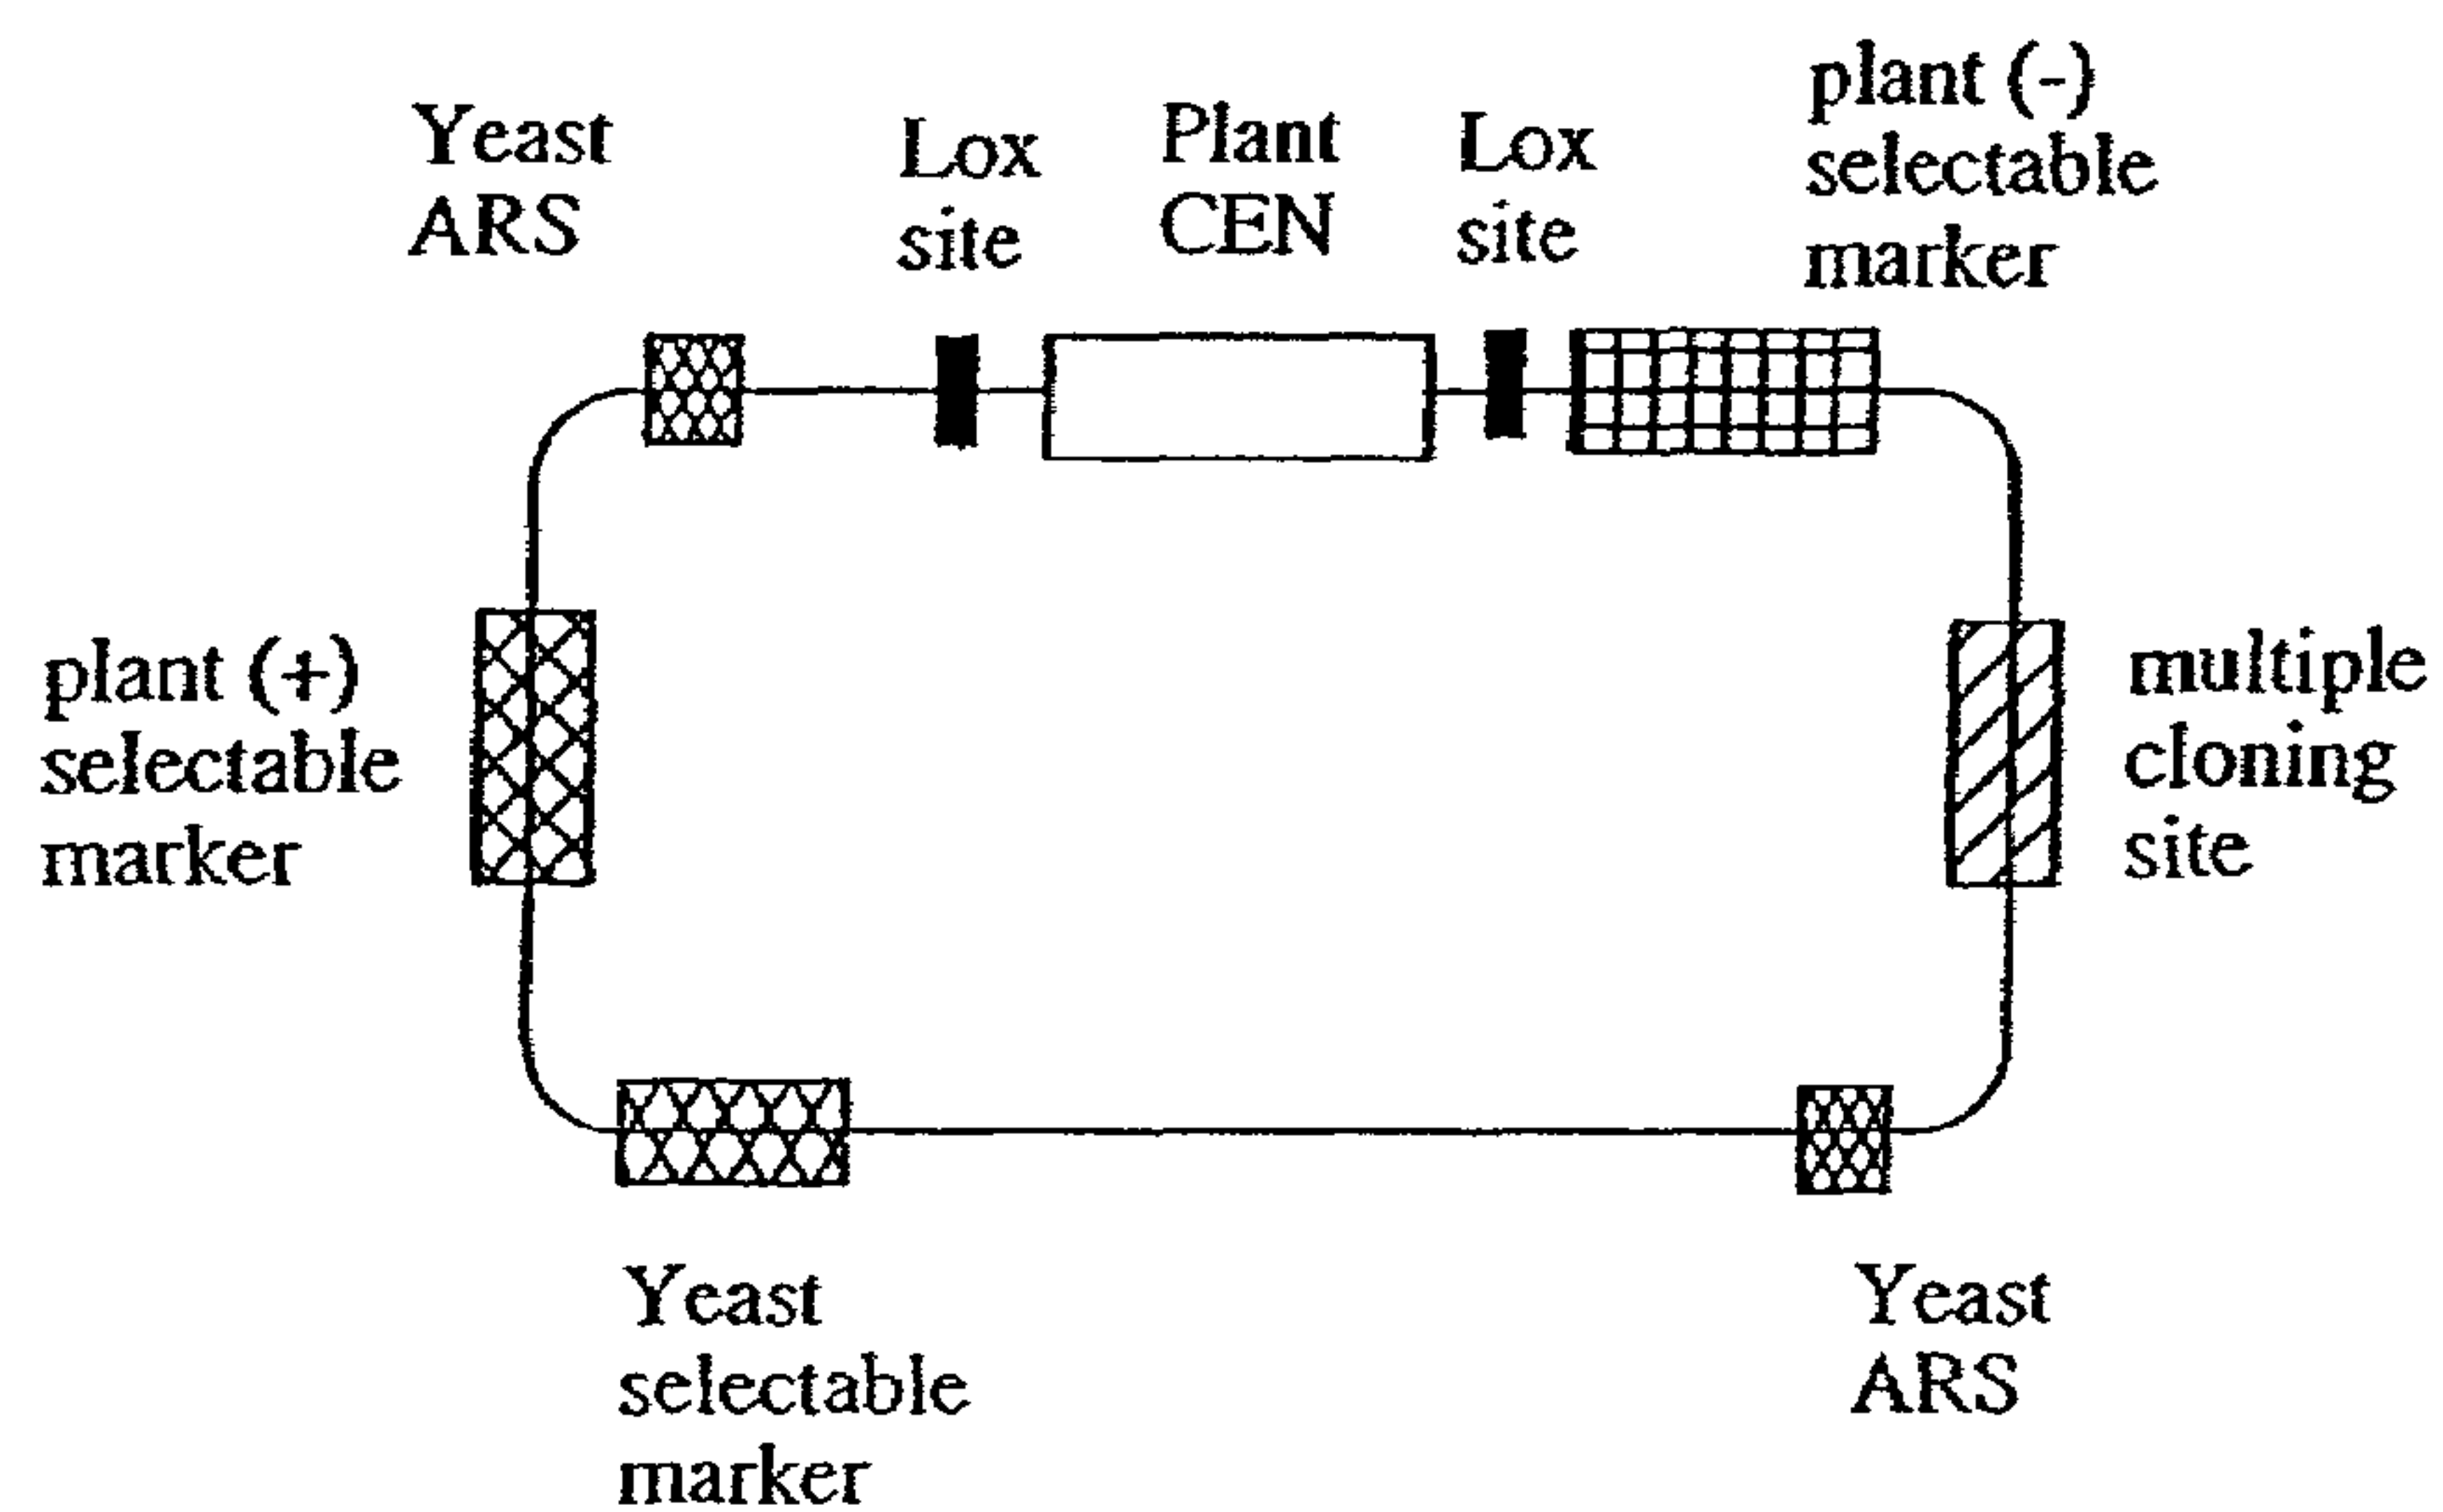 Yeast
ARS
Lox
site
Plant
CEN
Lox
site
plant (-)
selectable
marker
plant (+)
selectable
marker
multiple
cloning
site
Yeast
selectable
marker
Yeast
ARS